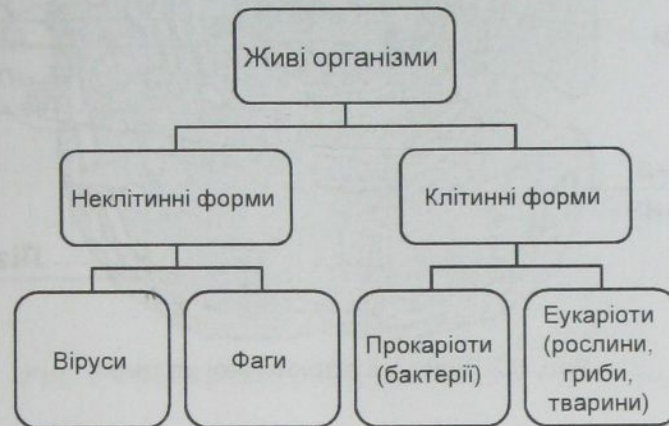 Живі організми
Неклітинні форми
Клітинні форми
Віруси
Фаги
Прокаріоти
(бактерії)
Еукаріоти
(рослини,
гриби,
тварини)